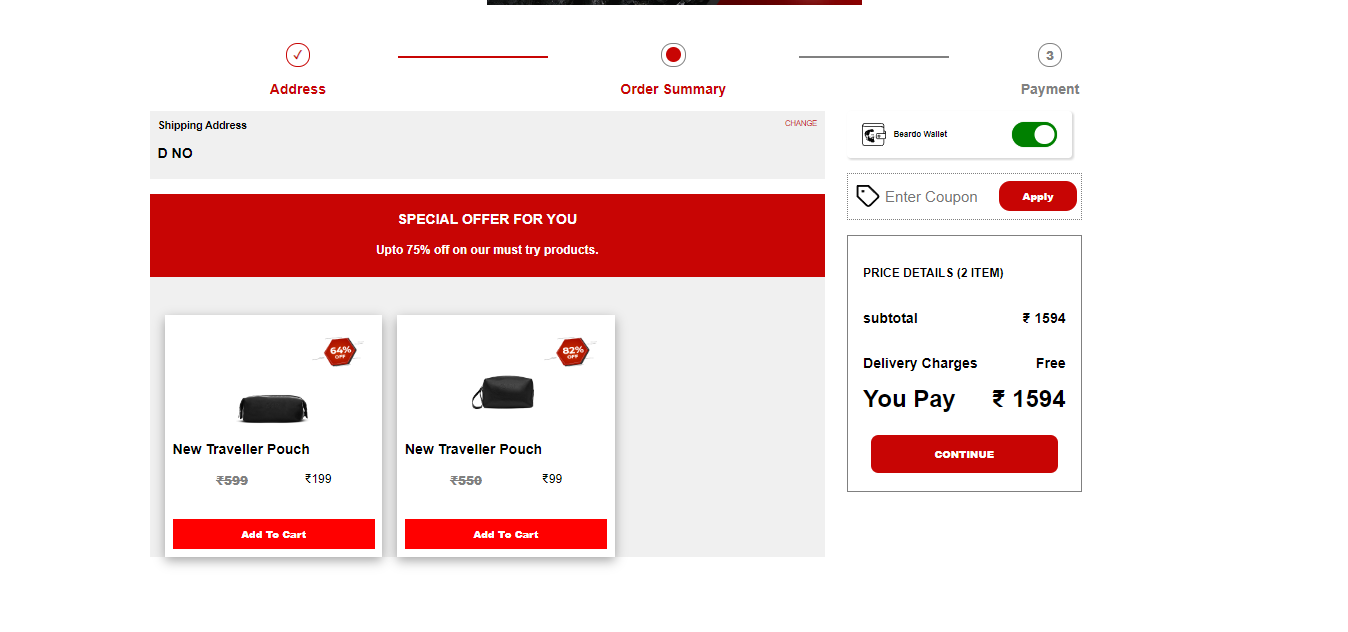 ✓
3
Address
Order Summary
Payment
Shipping Address
CHANGE
D NO
SPECIAL OFFER FOR YOU
Upto 75% off on our must try products.
64%
OFF
New Traveller Pouch
₹599 ₹199
Add To Cart
82%
OFF
New Traveller Pouch
₹550 ₹99
Add To Cart
Beardo Wallet
Enter Coupon
Apply
PRICE DETAILS (2 ITEM)
subtotal ₹ 1594
Delivery Charges Free
You Pay ₹ 1594
CONTINUE